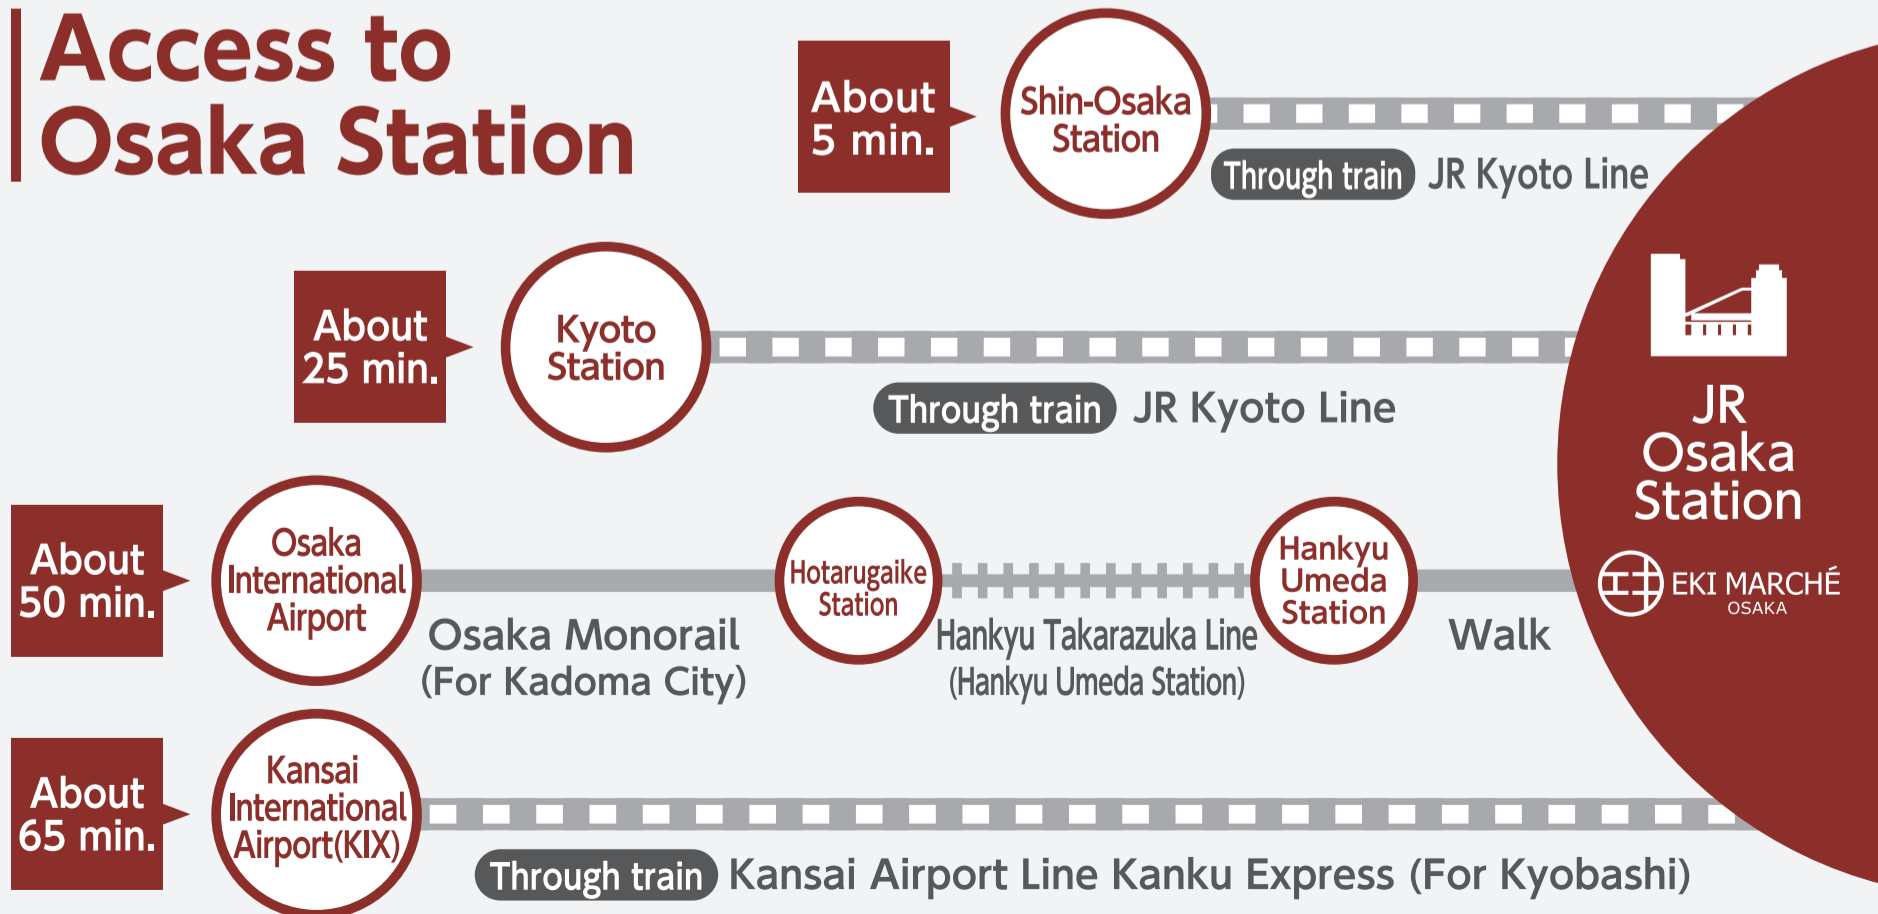 Access to
Osaka Station
About
5 min.
Shin-Osaka
Station
Through train JR Kyoto Line
About
25 min.
Kyoto
Station
Through train JR Kyoto Line
About
50 min.
Osaka
International
Airport
Osaka Monorail
(For Kadoma City)
Hotarugaike
Station
Hankyu Takarazuka Line
(Hankyu Umeda Station)
Hankyu
Umeda
Station
Walk
About
65 min.
Kansai
International
Airport(KIX)
Through train Kansai Airport Line Kanku Express (For Kyobashi)
JR
Osaka
Station
EKI MARCHÉ
OSAKA